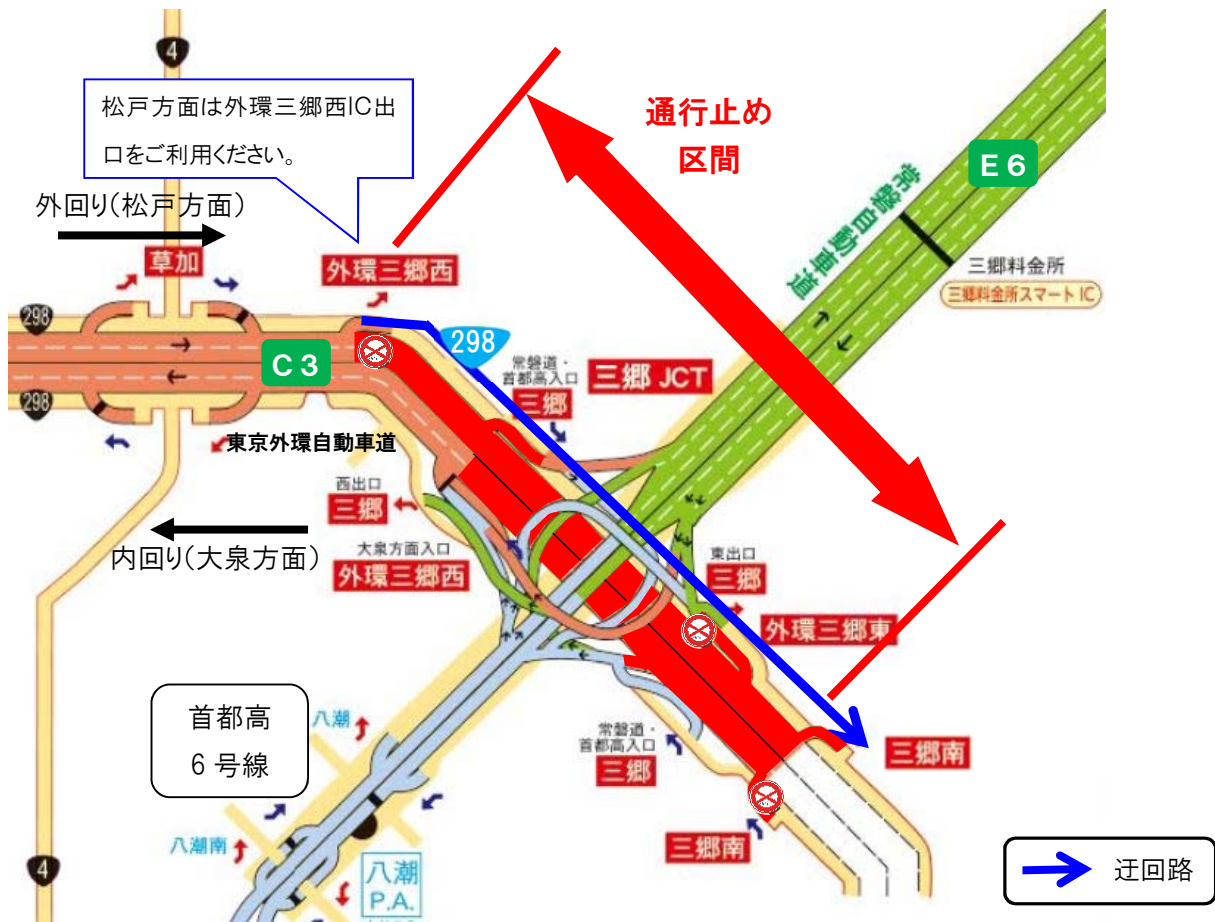 4
松戸方面は外環三郷西IC出
口をご利用ください。
通行止め
区間
E6
常磐自動車道
外回り(松戸方面)
草加
外環三郷西
三郷料金所
三郷料金所スマートIC
298
C3
298
常磐道・
首都高入口
三郷
三郷 JCT
298
東京外環自動車道
西出口
三郷
内回り(大泉方面)
大泉方面入口
外環三郷西
東出口
三郷
外環三郷東
首都高
6号線
八潮
常磐道・
首都高入口
三郷
三郷南
八潮南
三郷南
4
八潮
P.A.
迂回路